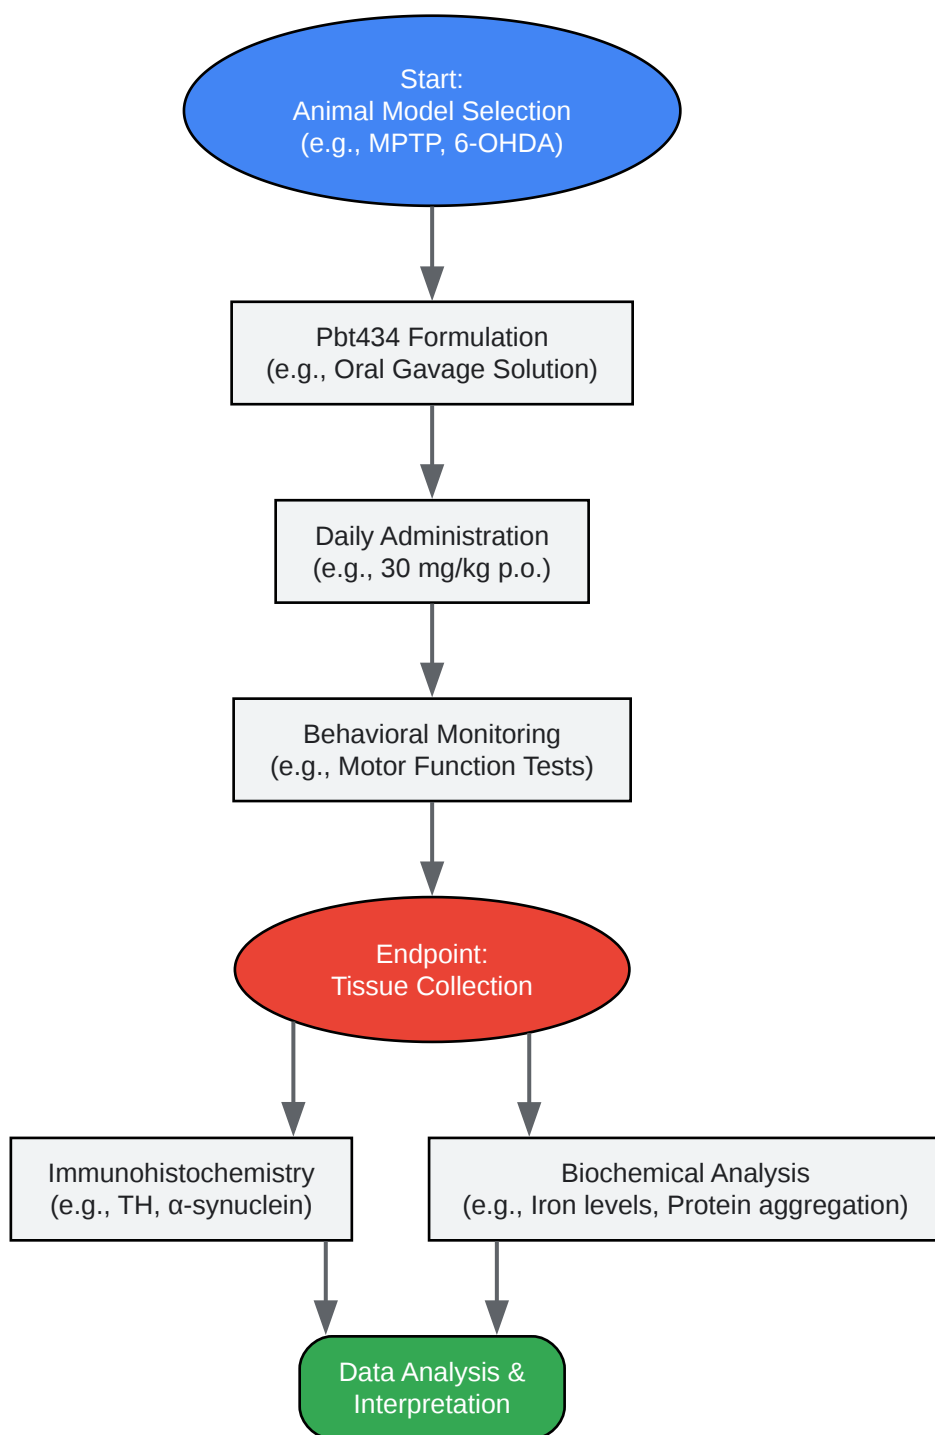 Start:
Animal Model Selection
(e.g., MPTP, 6-OHDA)
Pbt434 Formulation
(e.g., Oral Gavage Solution)
Daily Administration
(e.g., 30 mg/kg p.o.)
Behavioral Monitoring
(e.g., Motor Function Tests)
Endpoint:
Tissue Collection
Immunohistochemistry
(e.g., TH, α-synuclein)
Biochemical Analysis
(e.g., Iron levels, Protein aggregation)
Data Analysis &
Interpretation